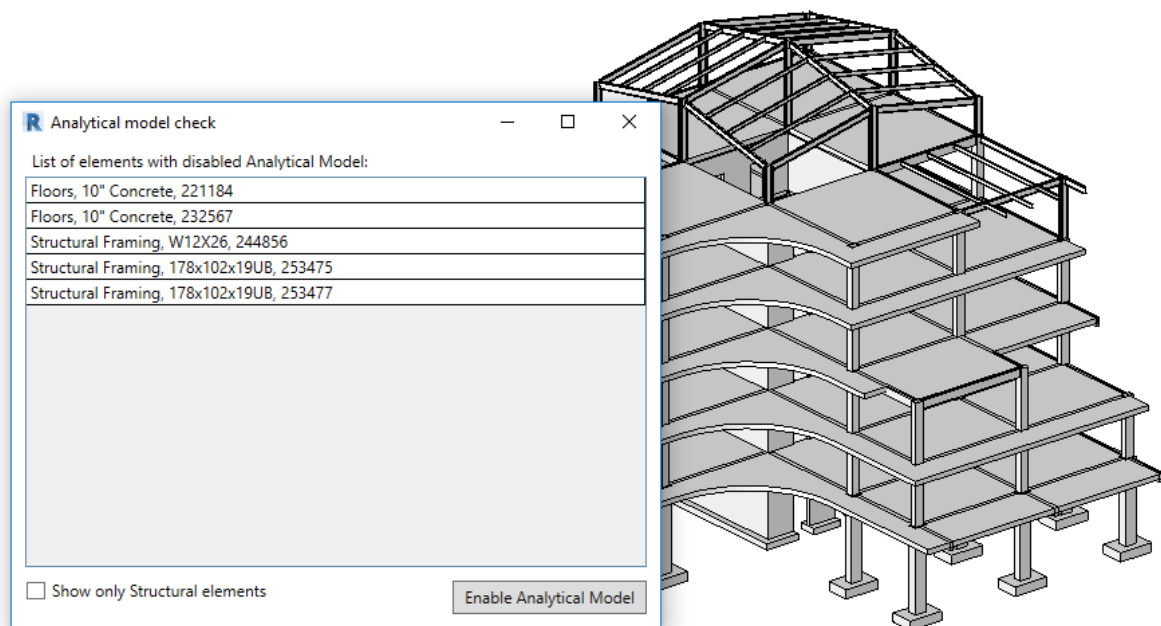 Analytical model check
List of elements with disabled Analytical Model:
Floors, 10" Concrete, 221184
Floors, 10" Concrete, 232567
Structural Framing, W12X26, 244856
Structural Framing, 178x102x19UB, 253475
Structural Framing, 178x102x19UB, 253477
Show only Structural elements
Enable Analytical Model